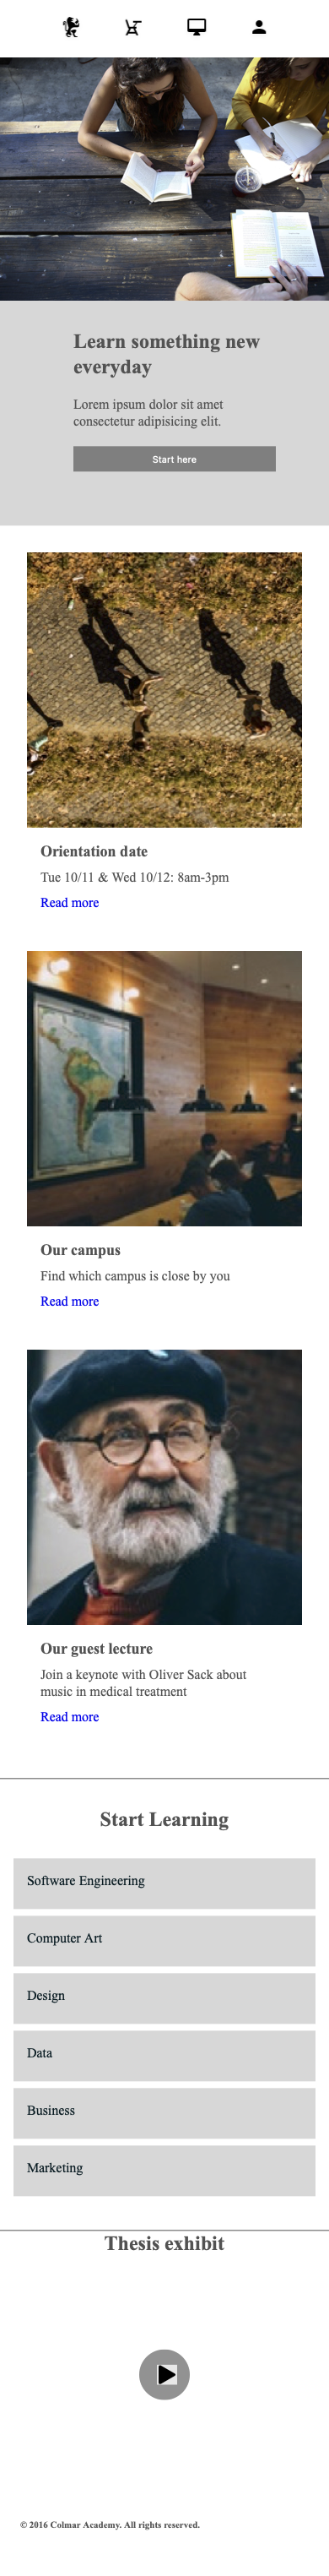 Learn something new
everyday
Lorem ipsum dolor sit amet
consectetur adipisicing elit.
Start here
Orientation date
Tue 10/11 & Wed 10/12: 8am-3pm
Read more
Our campus
Find which campus is close by you
Read more
Our guest lecture
Join a keynote with Oliver Sack about
music in medical treatment
Read more
Start Learning
Software Engineering
Computer Art
Design
Data
Business
Marketing
Thesis exhibit
© 2016 Colmar Academy. All rights reserved.